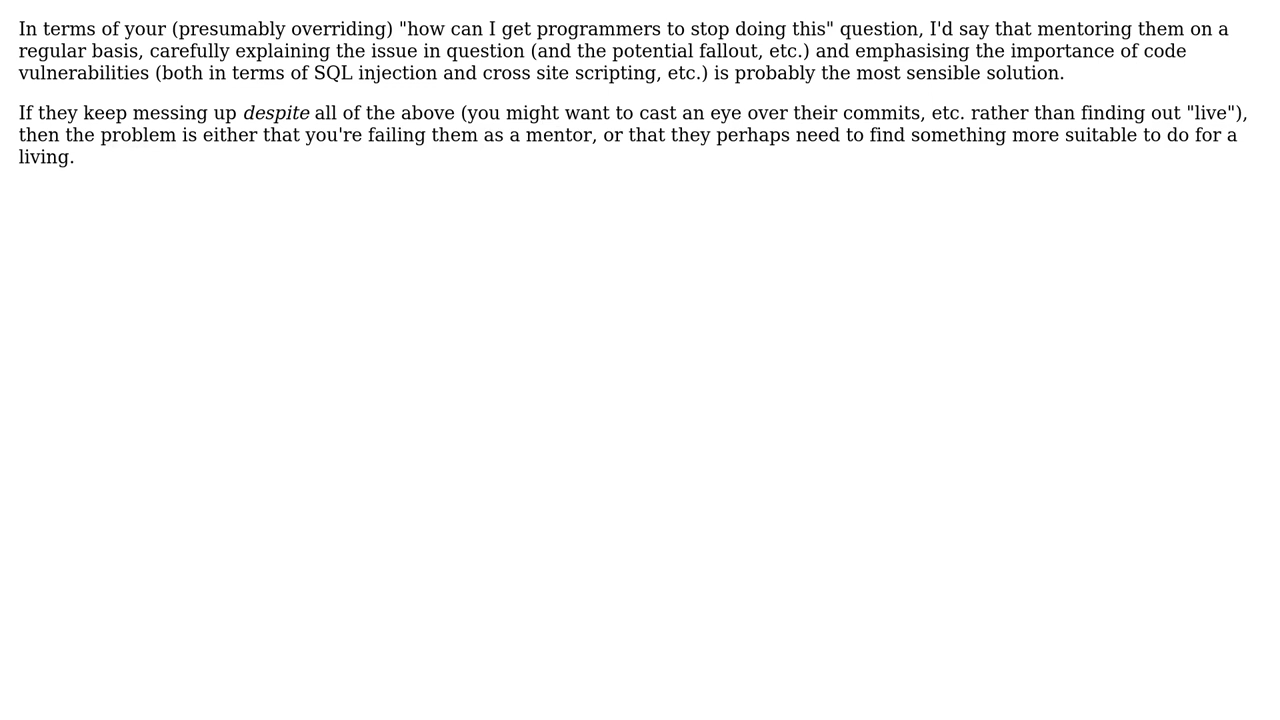 In terms of your (presumably overriding) "how can I get programmers to stop doing this" question, I'd say that mentoring them on a
regular basis, carefully explaining the issue in question (and the potential fallout, etc.) and emphasising the importance of code
vulnerabilities (both in terms of SQL injection and cross site scripting, etc.) is probably the most sensible solution.
If they keep messing up despite all of the above (you might want to cast an eye over their commits, etc. rather than finding out "live"),
then the problem is either that you're failing them as a mentor, or that they perhaps need to find something more suitable to do for a
living.